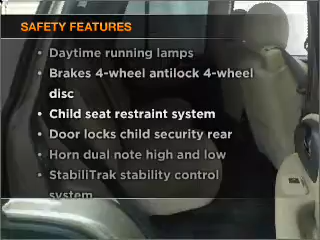 SAFETY FEATURES
• Daytime running lamps
• Brakes 4-wheel antilock 4-wheel
disc
• Child seat restraint system
• Door locks child security rear
• Horn dual note high and low
• StabiliTrak stability control
system